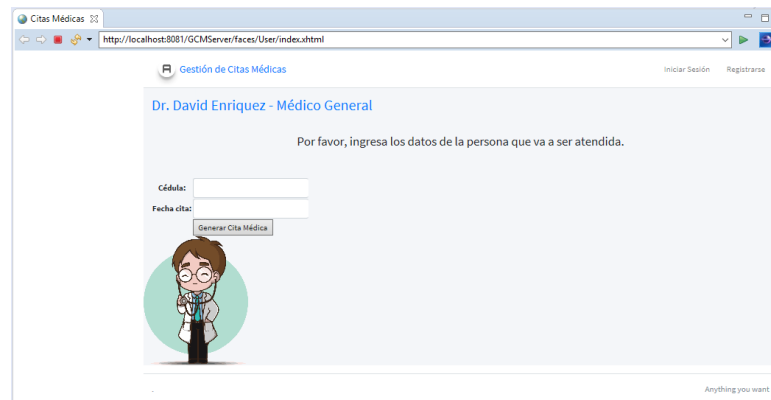 Citas Médicas
http://localhost:8081/GCMServer/faces/User/index.xhtml
Gestión de Citas Médicas
Iniciar Sesión Registrarse
Dr. David Enriquez - Médico General
Por favor, ingresa los datos de la persona que va a ser atendida.
Cédula:
Fecha cita:
Generar Cita Médica
. Anything you want